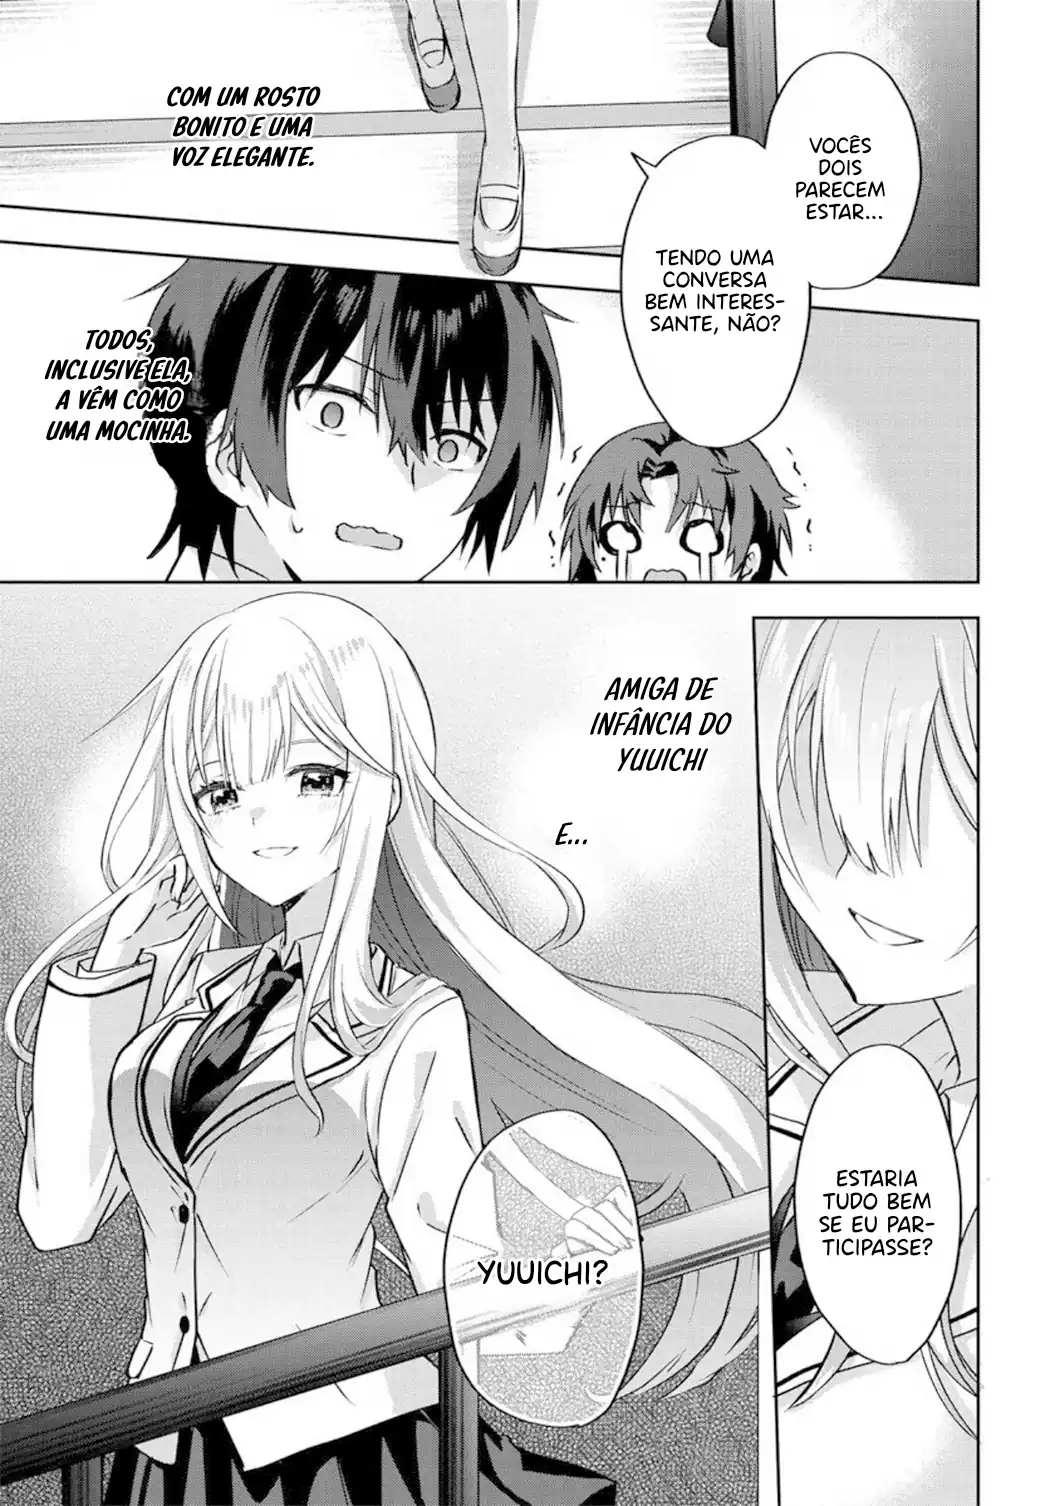 VOCÊS
DOIS
PARECEM
ESTAR...
TENDO UMA
CONVERSA
BEM INTERES-
SANTE, NÃO?
COM UM ROSTO
BONITO E UMA
VOZ ELEGANTE.
TODOS,
INCLUSIVE ELA,
A VÊM COMO
UMA MOCINHA.
ESTARIA
TUDO BEM
SE EU PAR-
TICIPASSE?
AMIGA DE
INFÂNCIA DO
YUUICHI
E...
YUUICHI?